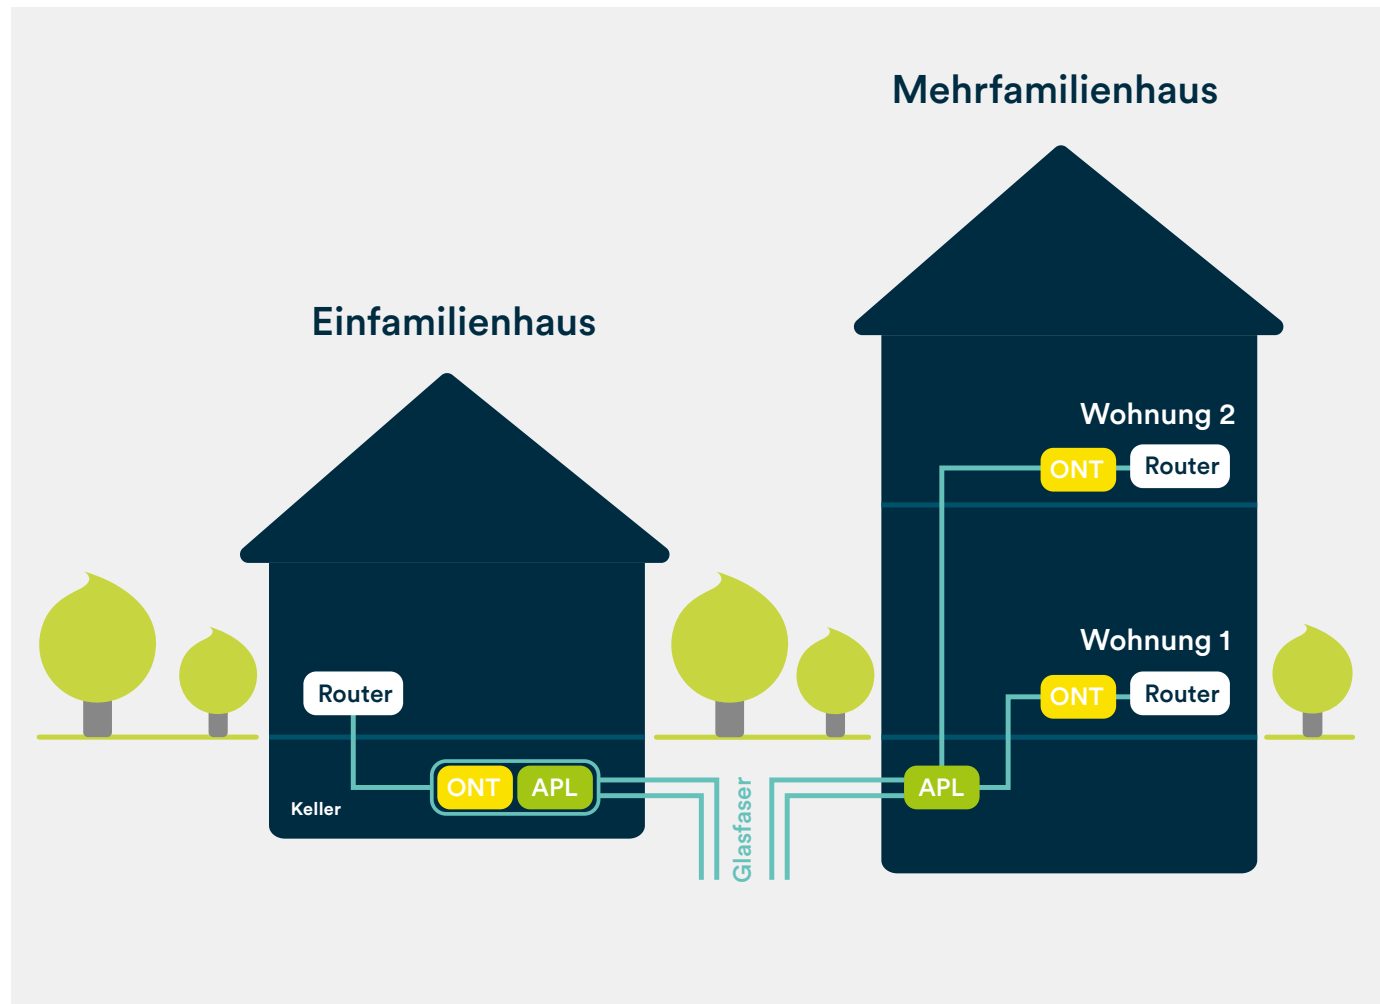 Mehrfamilienhaus
Einfamilienhaus
Wohnung 2
ONT
Router
Wohnung 1
ONT
Router
Router
ONT
APL
Keller
Glasfaser
APL